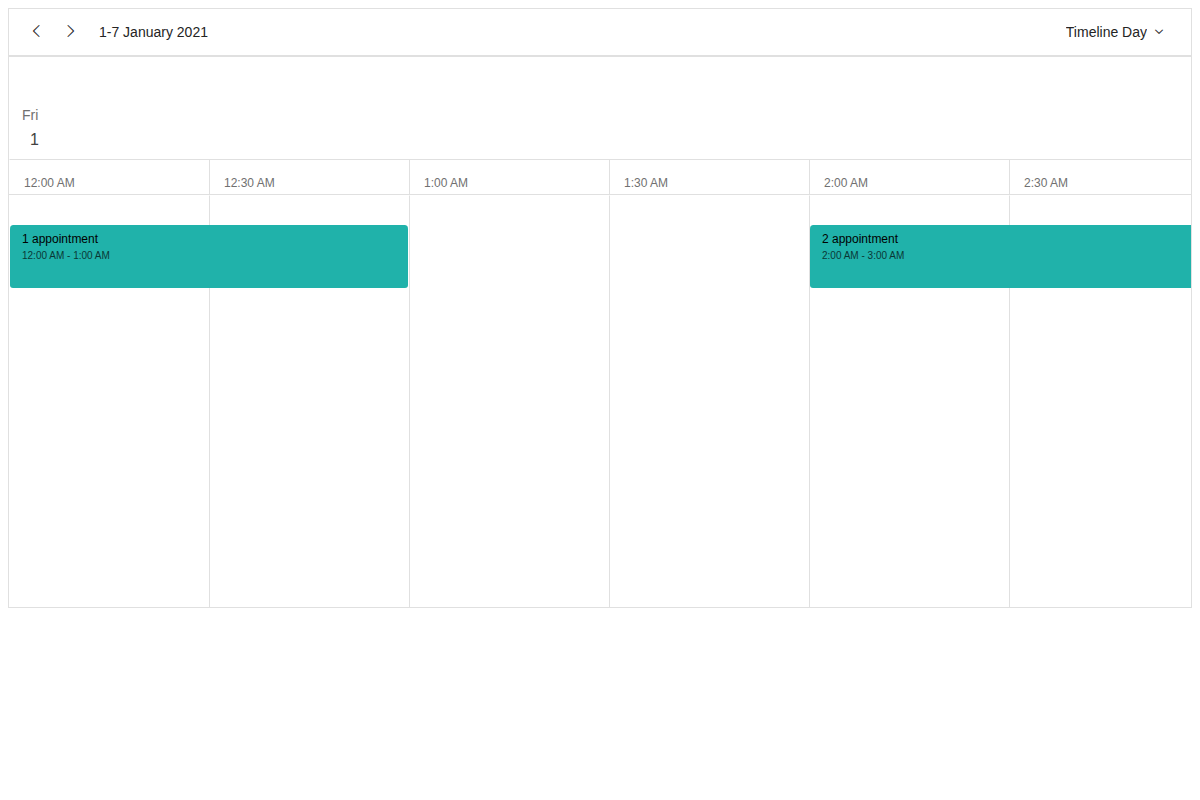 1-7 January 2021 Timeline Day
Fri
1
12:00 AM 12:30 AM 1:00 AM 1:30 AM 2:00 AM 2:30 AM
1 appointment 2 appointment
12:00 AM - 1:00 AM 2:00 AM - 3:00 AM